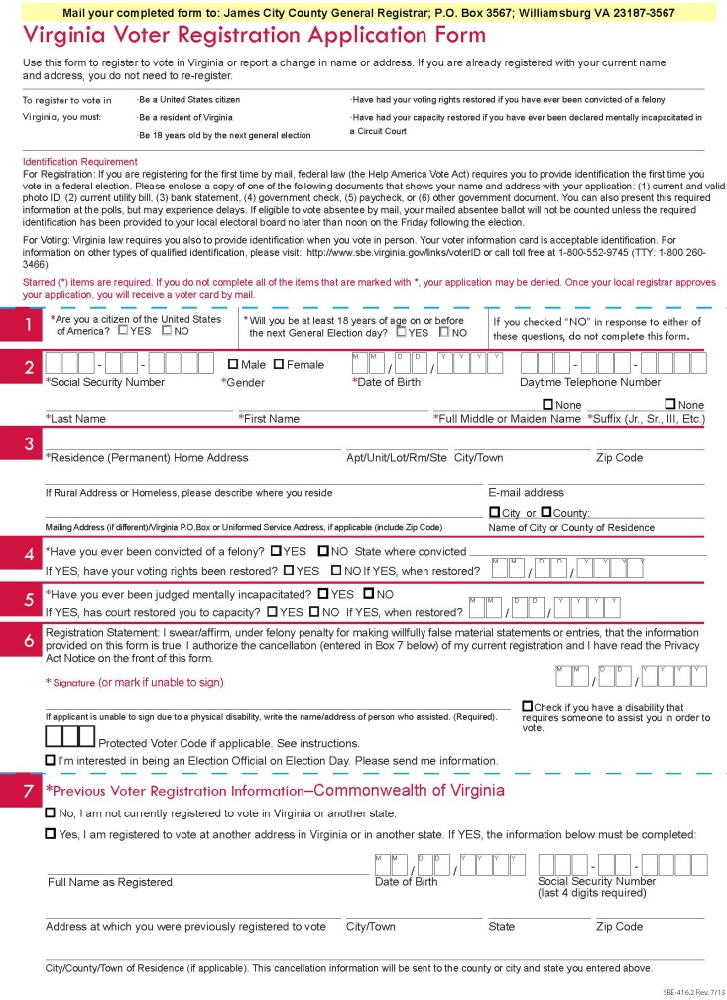 Mail your completed form to: James City County General Registrar; P.O. Box 3567; Williamsburg VA 23187-3567
Virginia Voter Registration Application Form
Use this form to register to vote in Virginia or report a change in name or address. If you are already registered with your current name
and address, you do not need to re-register.
To register to vote in
Virginia, you must:
·Be a United States citizen
·Be a resident of Virginia
·Be 18 years old by the next general election
·Have had your voting rights restored if you have ever been convicted of a felony
·Have had your capacity restored if you have ever been declared mentally incapacitated in
a Circuit Court
Identification Requirement
For Registration: If you are registering for the first time by mail, federal law (the Help America Vote Act) requires you to provide identification the first time you
vote in a federal election. Please enclose a copy of one of the following documents that shows your name and address with your application: (1) current and valid
photo ID, (2) current utility bill, (3) bank statement, (4) government check, (5) paycheck, or (6) other government document. You can also present this required
information at the polls, but may experience delays. If eligible to vote absentee by mail, your mailed absentee ballot will not be counted unless the required
identification has been provided to your local electoral board no later than noon on the Friday following the election.
For Voting: Virginia law requires you also to provide identification when you vote in person. Your voter information card is acceptable identification. For
information on other types of qualified identification, please visit: http://www.sbe.virginia.gov/links/voterID or call toll free at 1-800-552-9745 (TTY: 1-800 260-
3466)
Starred (*) items are required. If you do not complete all of the items that are marked with *, your application may be denied. Once your local registrar approves
your application, you will receive a voter card by mail.
1
*Are you a citizen of the United States
of America? YES NO
*Will you be at least 18 years of age on or before
the next General Election day? YES NO
If you checked "NO" in response to either of
these questions, do not complete this form.
2
- -
Male Female
M M / D D / Y Y Y Y
- -
*Social Security Number *Gender *Date of Birth Daytime Telephone Number
None None
*Last Name *First Name *Full Middle or Maiden Name *Suffix (Jr., Sr., III, Etc.)
3
*Residence (Permanent) Home Address Apt/Unit/Lot/Rm/Ste City/Town Zip Code
If Rural Address or Homeless, please describe where you reside E-mail address
City or County:
Mailing Address (if different)/Virginia P.O.Box or Uniformed Service Address, if applicable (include Zip Code) Name of City or County of Residence
4
*Have you ever been convicted of a felony? YES NO State where convicted
If YES, have your voting rights been restored? YES NO If YES, when restored? M M / D D / Y Y Y Y
5
*Have you ever been judged mentally incapacitated? YES NO
If YES, has court restored you to capacity? YES NO If YES, when restored? M M / D D / Y Y Y Y
6
Registration Statement: I swear/affirm, under felony penalty for making willfully false material statements or entries, that the information
provided on this form is true. I authorize the cancellation (entered in Box 7 below) of my current registration and I have read the Privacy
Act Notice on the front of this form.
* Signature (or mark if unable to sign) M M / D D / Y Y Y Y
If applicant is unable to sign due to a physical disability, write the name/address of person who assisted. (Required).
Check if you have a disability that
requires someone to assist you in order to
vote.
Protected Voter Code if applicable. See instructions.
I'm interested in being an Election Official on Election Day. Please send me information.
7
*Previous Voter Registration Information–Commonwealth of Virginia
No, I am not currently registered to vote in Virginia or another state.
Yes, I am registered to vote at another address in Virginia or in another state. If YES, the information below must be completed:
M M / D D / Y Y Y Y - -
Full Name as Registered Date of Birth Social Security Number
(last 4 digits required)
Address at which you were previously registered to vote City/Town State Zip Code
City/County/Town of Residence (if applicable). This cancellation information will be sent to the county or city and state you entered above.
SBE-416.2 Rev. 7/13